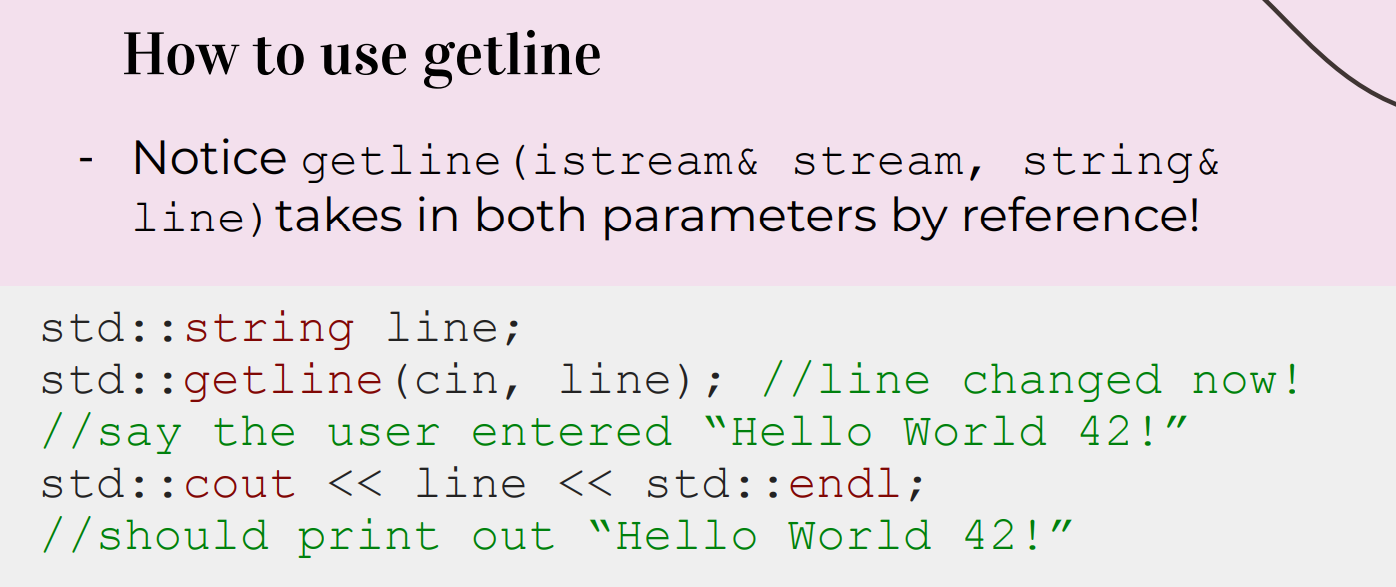 How to use getline
- Notice getline(istream& stream, string&
line)takes in both parameters by reference!
std::string line;
std::getline(cin, line); //line changed now!
//say the user entered “Hello World 42!”
std::cout << line << std::endl;
//should print out “Hello World 42!”